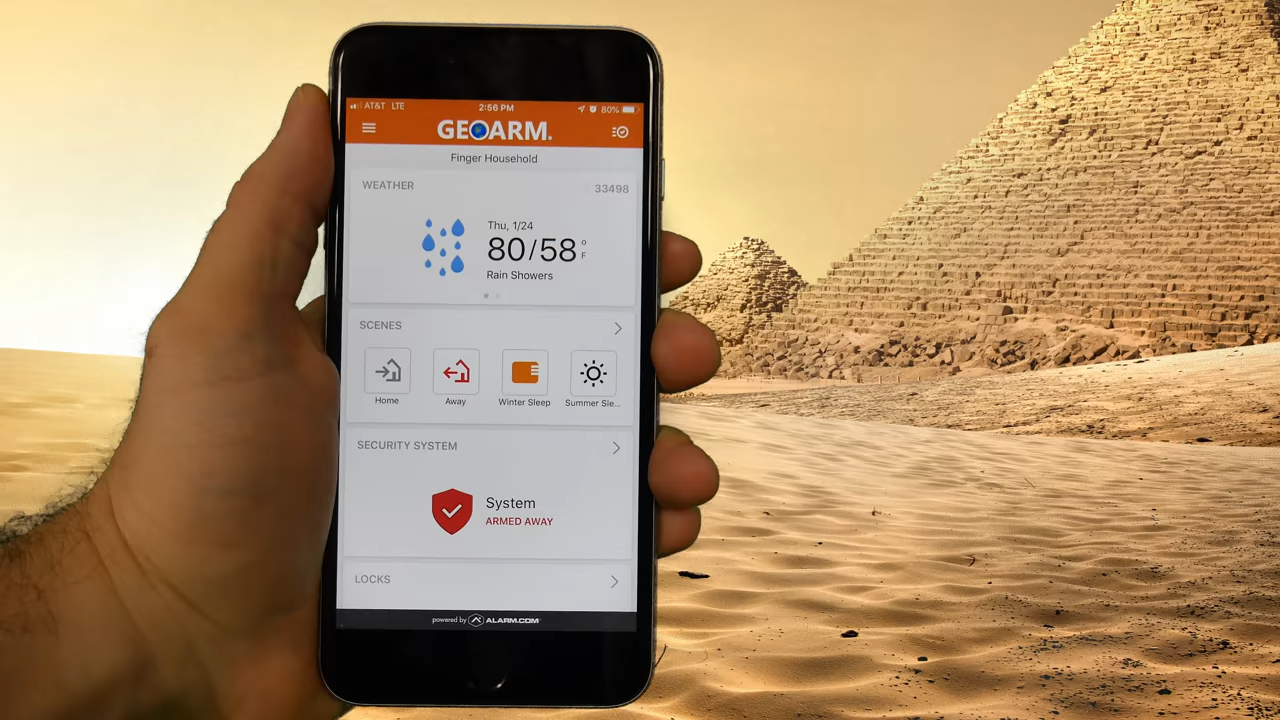 AT&T LTE 2:56 PM 80%
GEOARM.
Finger Household
WEATHER 33498
Thu, 1/24
80/58 °F
Rain Showers
SCENES
Home Away Winter Sleep Summer Sle...
SECURITY SYSTEM
System
ARMED AWAY
LOCKS
powered by ALARM.COM